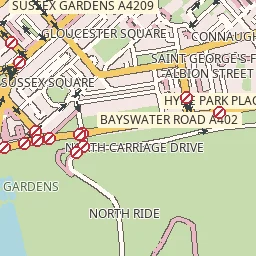 SUSSEX GARDENS A4209
GLOUCESTER SQUARE
CONNAUGH
SAINT GEORGE'S F
ALBION STREET
SUSSEX SQUARE
HYDE PARK PLAC
BAYSWATER ROAD A402
NORTH CARRIAGE DRIVE
GARDENS
NORTH RIDE